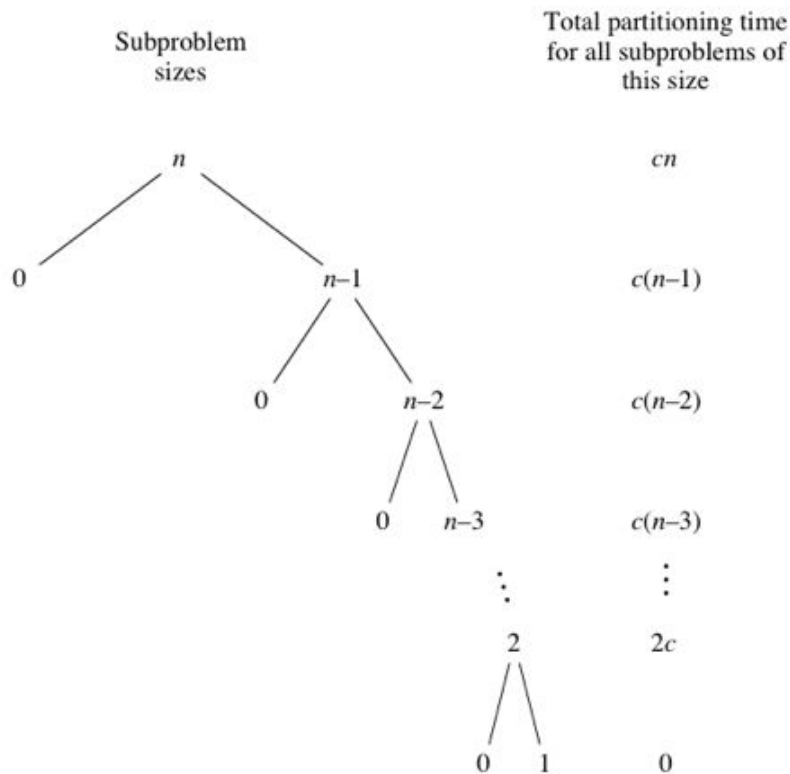 Subproblem
sizes
Total partitioning time
for all subproblems of
this size
n
cn
0
n–1
c(n–1)
0
n–2
c(n–2)
0
n–3
c(n–3)
2
2c
0
1
0